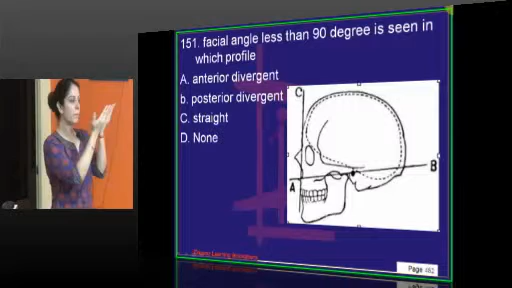 151. facial angle less than 90 degree is seen in
which profile
A. anterior divergent
b. posterior divergent
C. straight
D. None
C
A
B
Page 462